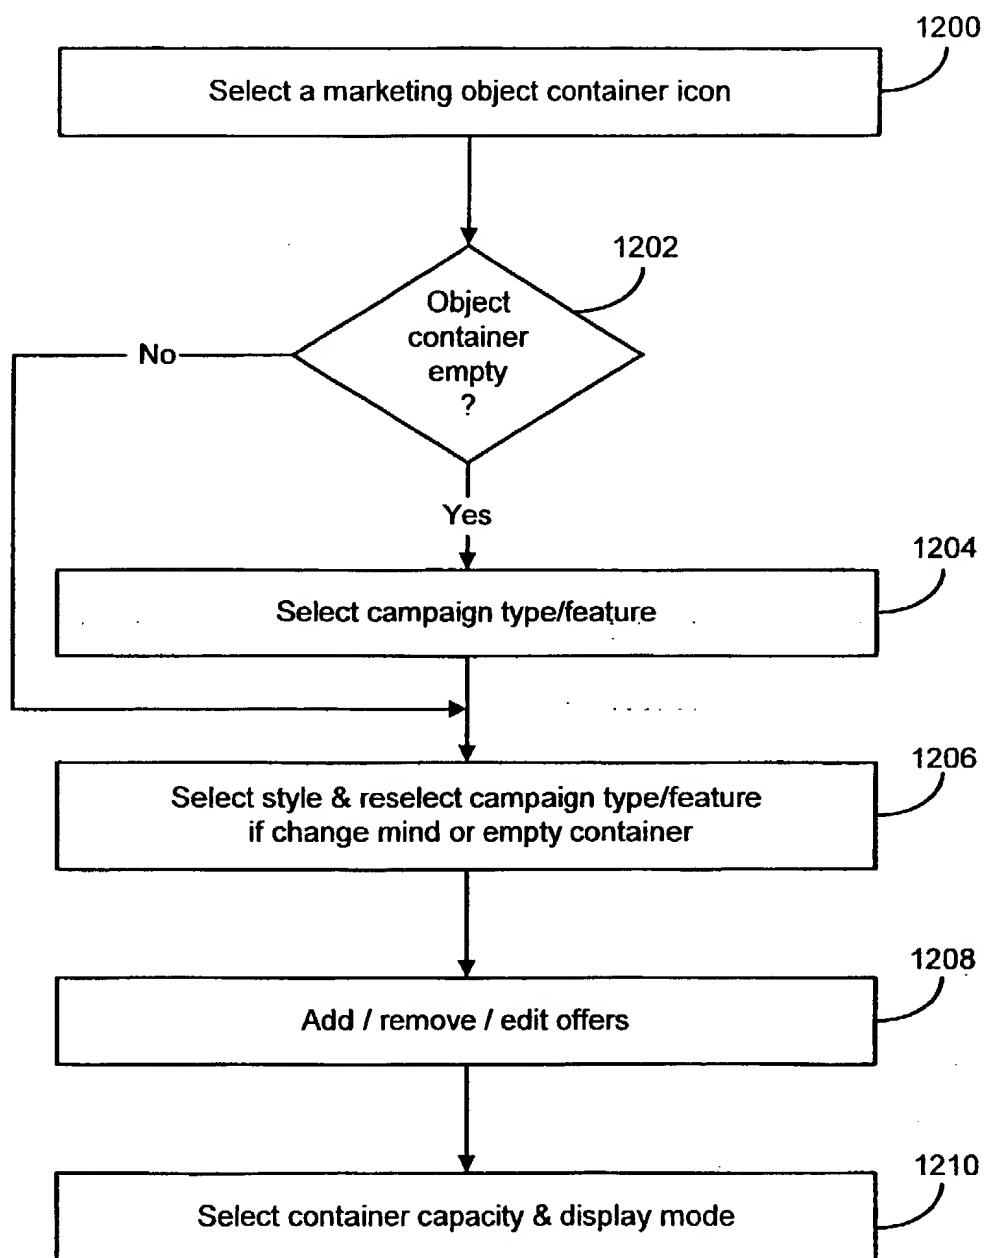 1200
Select a marketing object container icon
1202
Object
container
empty
?
No
Yes
1204
Select campaign type/feature
1206
Select style & reselect campaign type/feature
if change mind or empty container
1208
Add / remove / edit offers
1210
Select container capacity & display mode